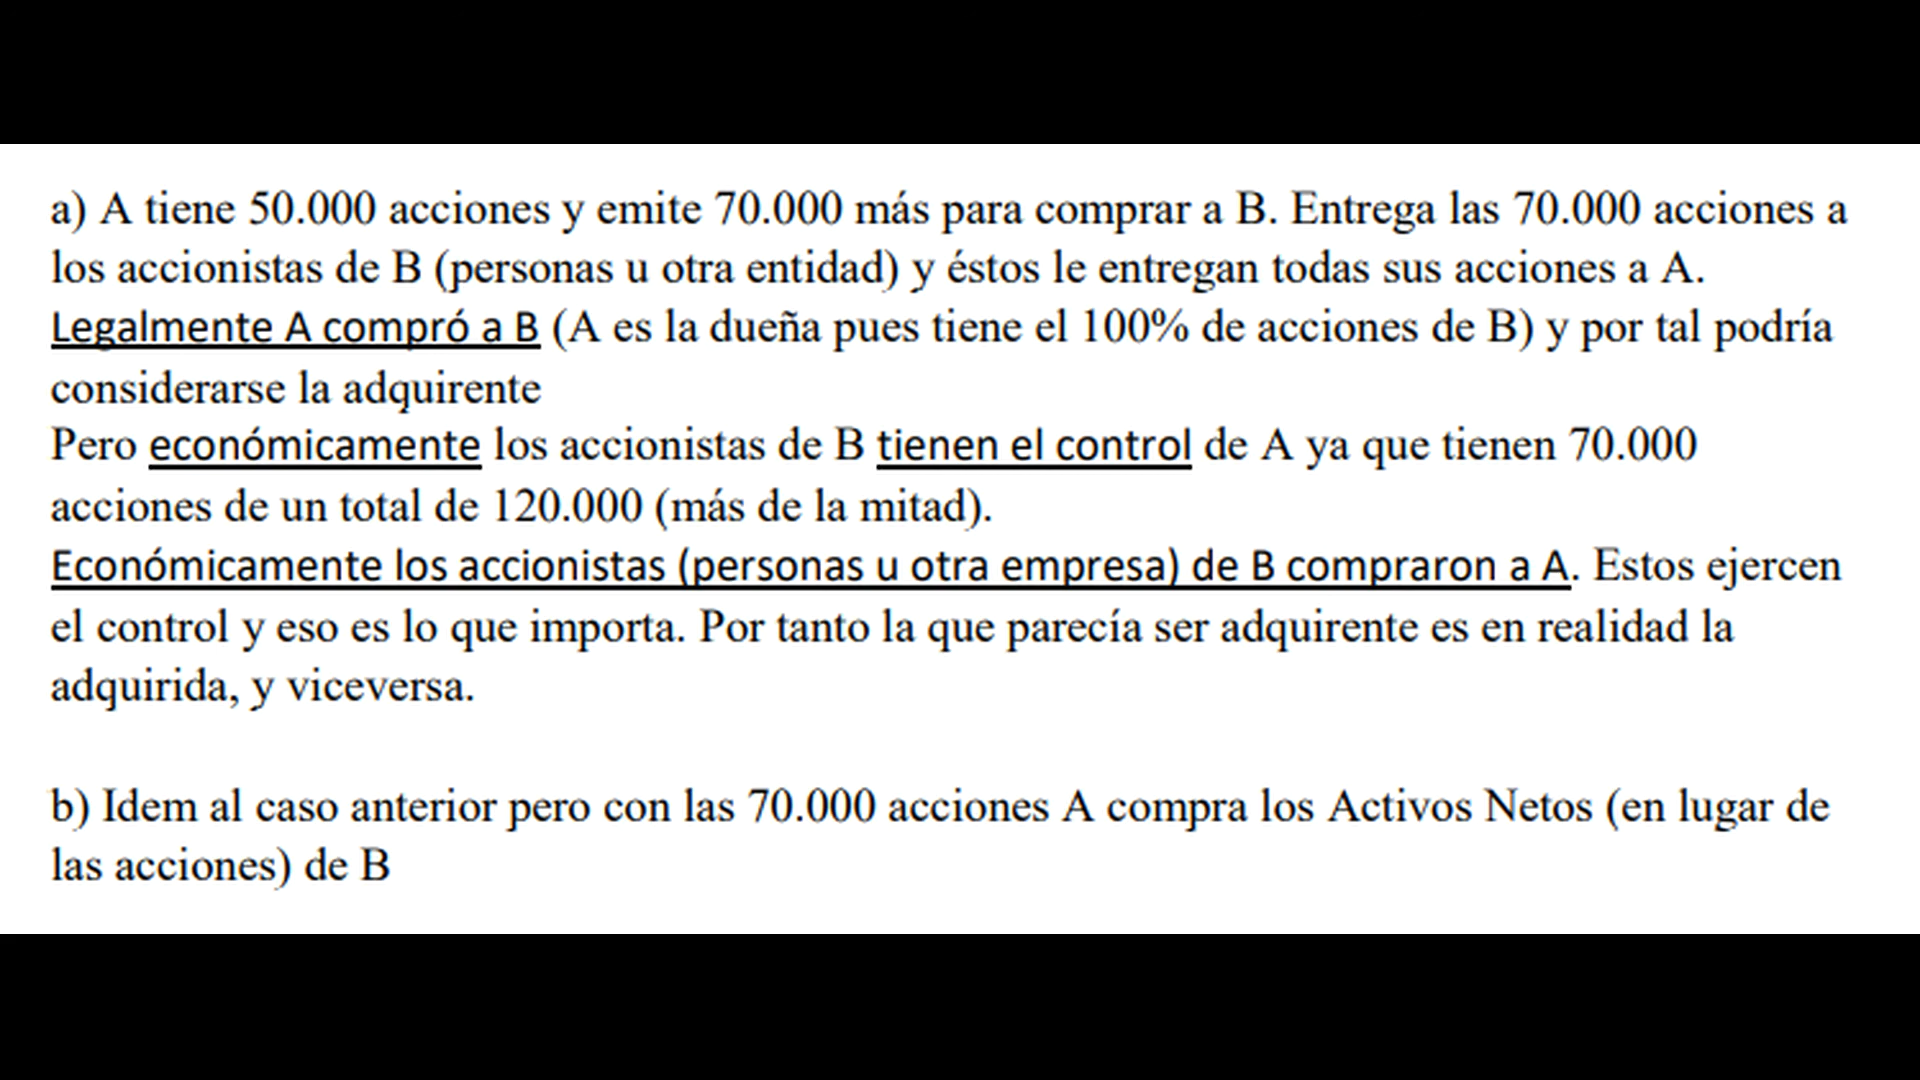 a) A tiene 50.000 acciones y emite 70.000 más para comprar a B. Entrega las 70.000 acciones a
los accionistas de B (personas u otra entidad) y éstos le entregan todas sus acciones a A.
Legalmente A compró a B (A es la dueña pues tiene el 100% de acciones de B) y por tal podría
considerarse la adquirente
Pero económicamente los accionistas de B tienen el control de A ya que tienen 70.000
acciones de un total de 120.000 (más de la mitad).
Económicamente los accionistas (personas u otra empresa) de B compraron a A. Estos ejercen
el control y eso es lo que importa. Por tanto la que parecía ser adquirente es en realidad la
adquirida, y viceversa.
b) Idem al caso anterior pero con las 70.000 acciones A compra los Activos Netos (en lugar de
las acciones) de B